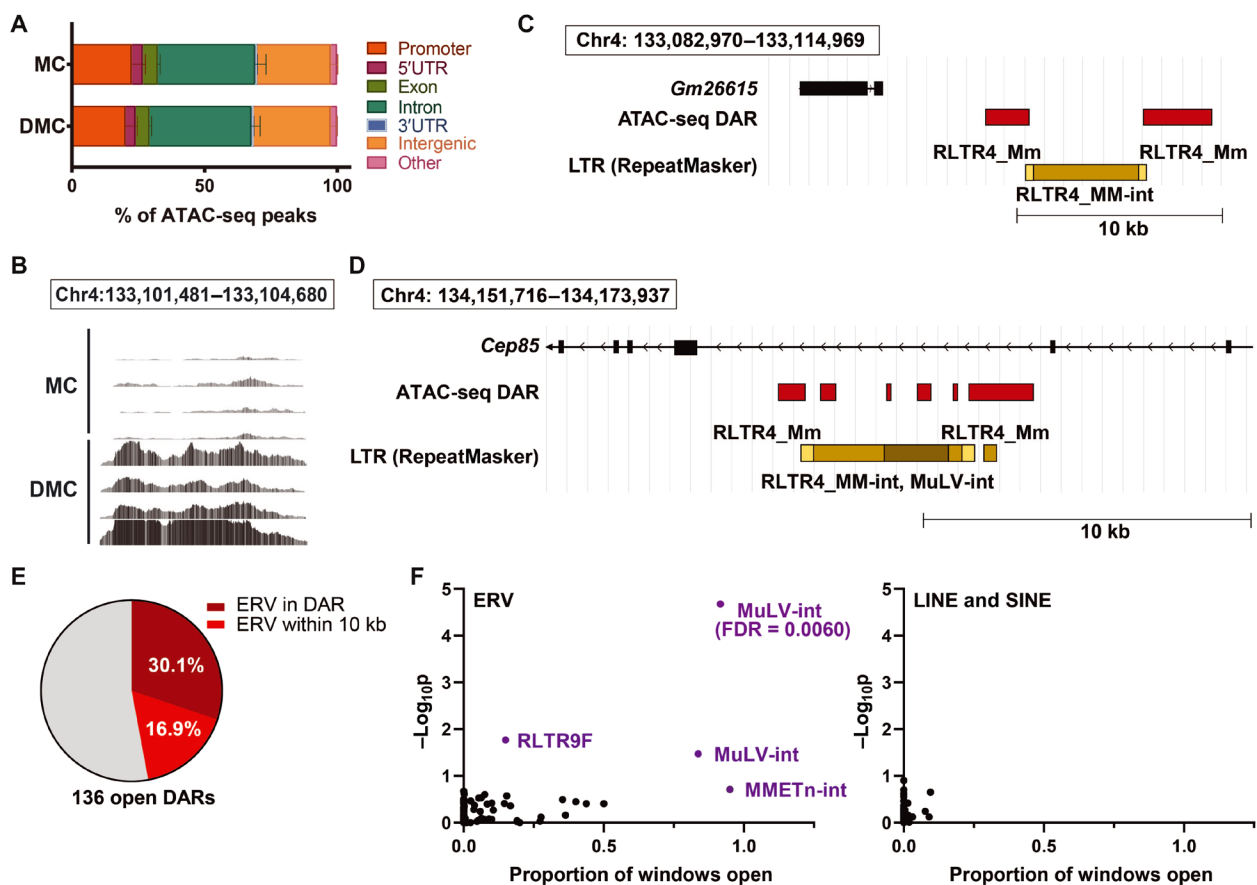 A
MC
DMC
0
50
100
% of ATAC-seq peaks
Promoter
5′UTR
Exon
Intron
3′UTR
Intergenic
Other
B
Chr4:133,101,481–133,104,680
MC
DMC
C
Chr4: 133,082,970–133,114,969
Gm26615
ATAC-seq DAR
RLTR4_Mm
RLTR4_Mm
LTR (RepeatMasker)
RLTR4_MM-int
10 kb
D
Chr4: 134,151,716–134,173,937
Cep85
ATAC-seq DAR
RLTR4_Mm
RLTR4_Mm
LTR (RepeatMasker)
RLTR4_MM-int, MuLV-int
10 kb
E
ERV in DAR
ERV within 10 kb
30.1%
16.9%
136 open DARs
F
ERV
–Log10p
5
4
3
2
1
0
0.0
0.5
1.0
Proportion of windows open
MuLV-int
(FDR = 0.0060)
RLTR9F
MuLV-int
MMETn-int
LINE and SINE
–Log10p
5
4
3
2
1
0
0.0
0.5
1.0
Proportion of windows open